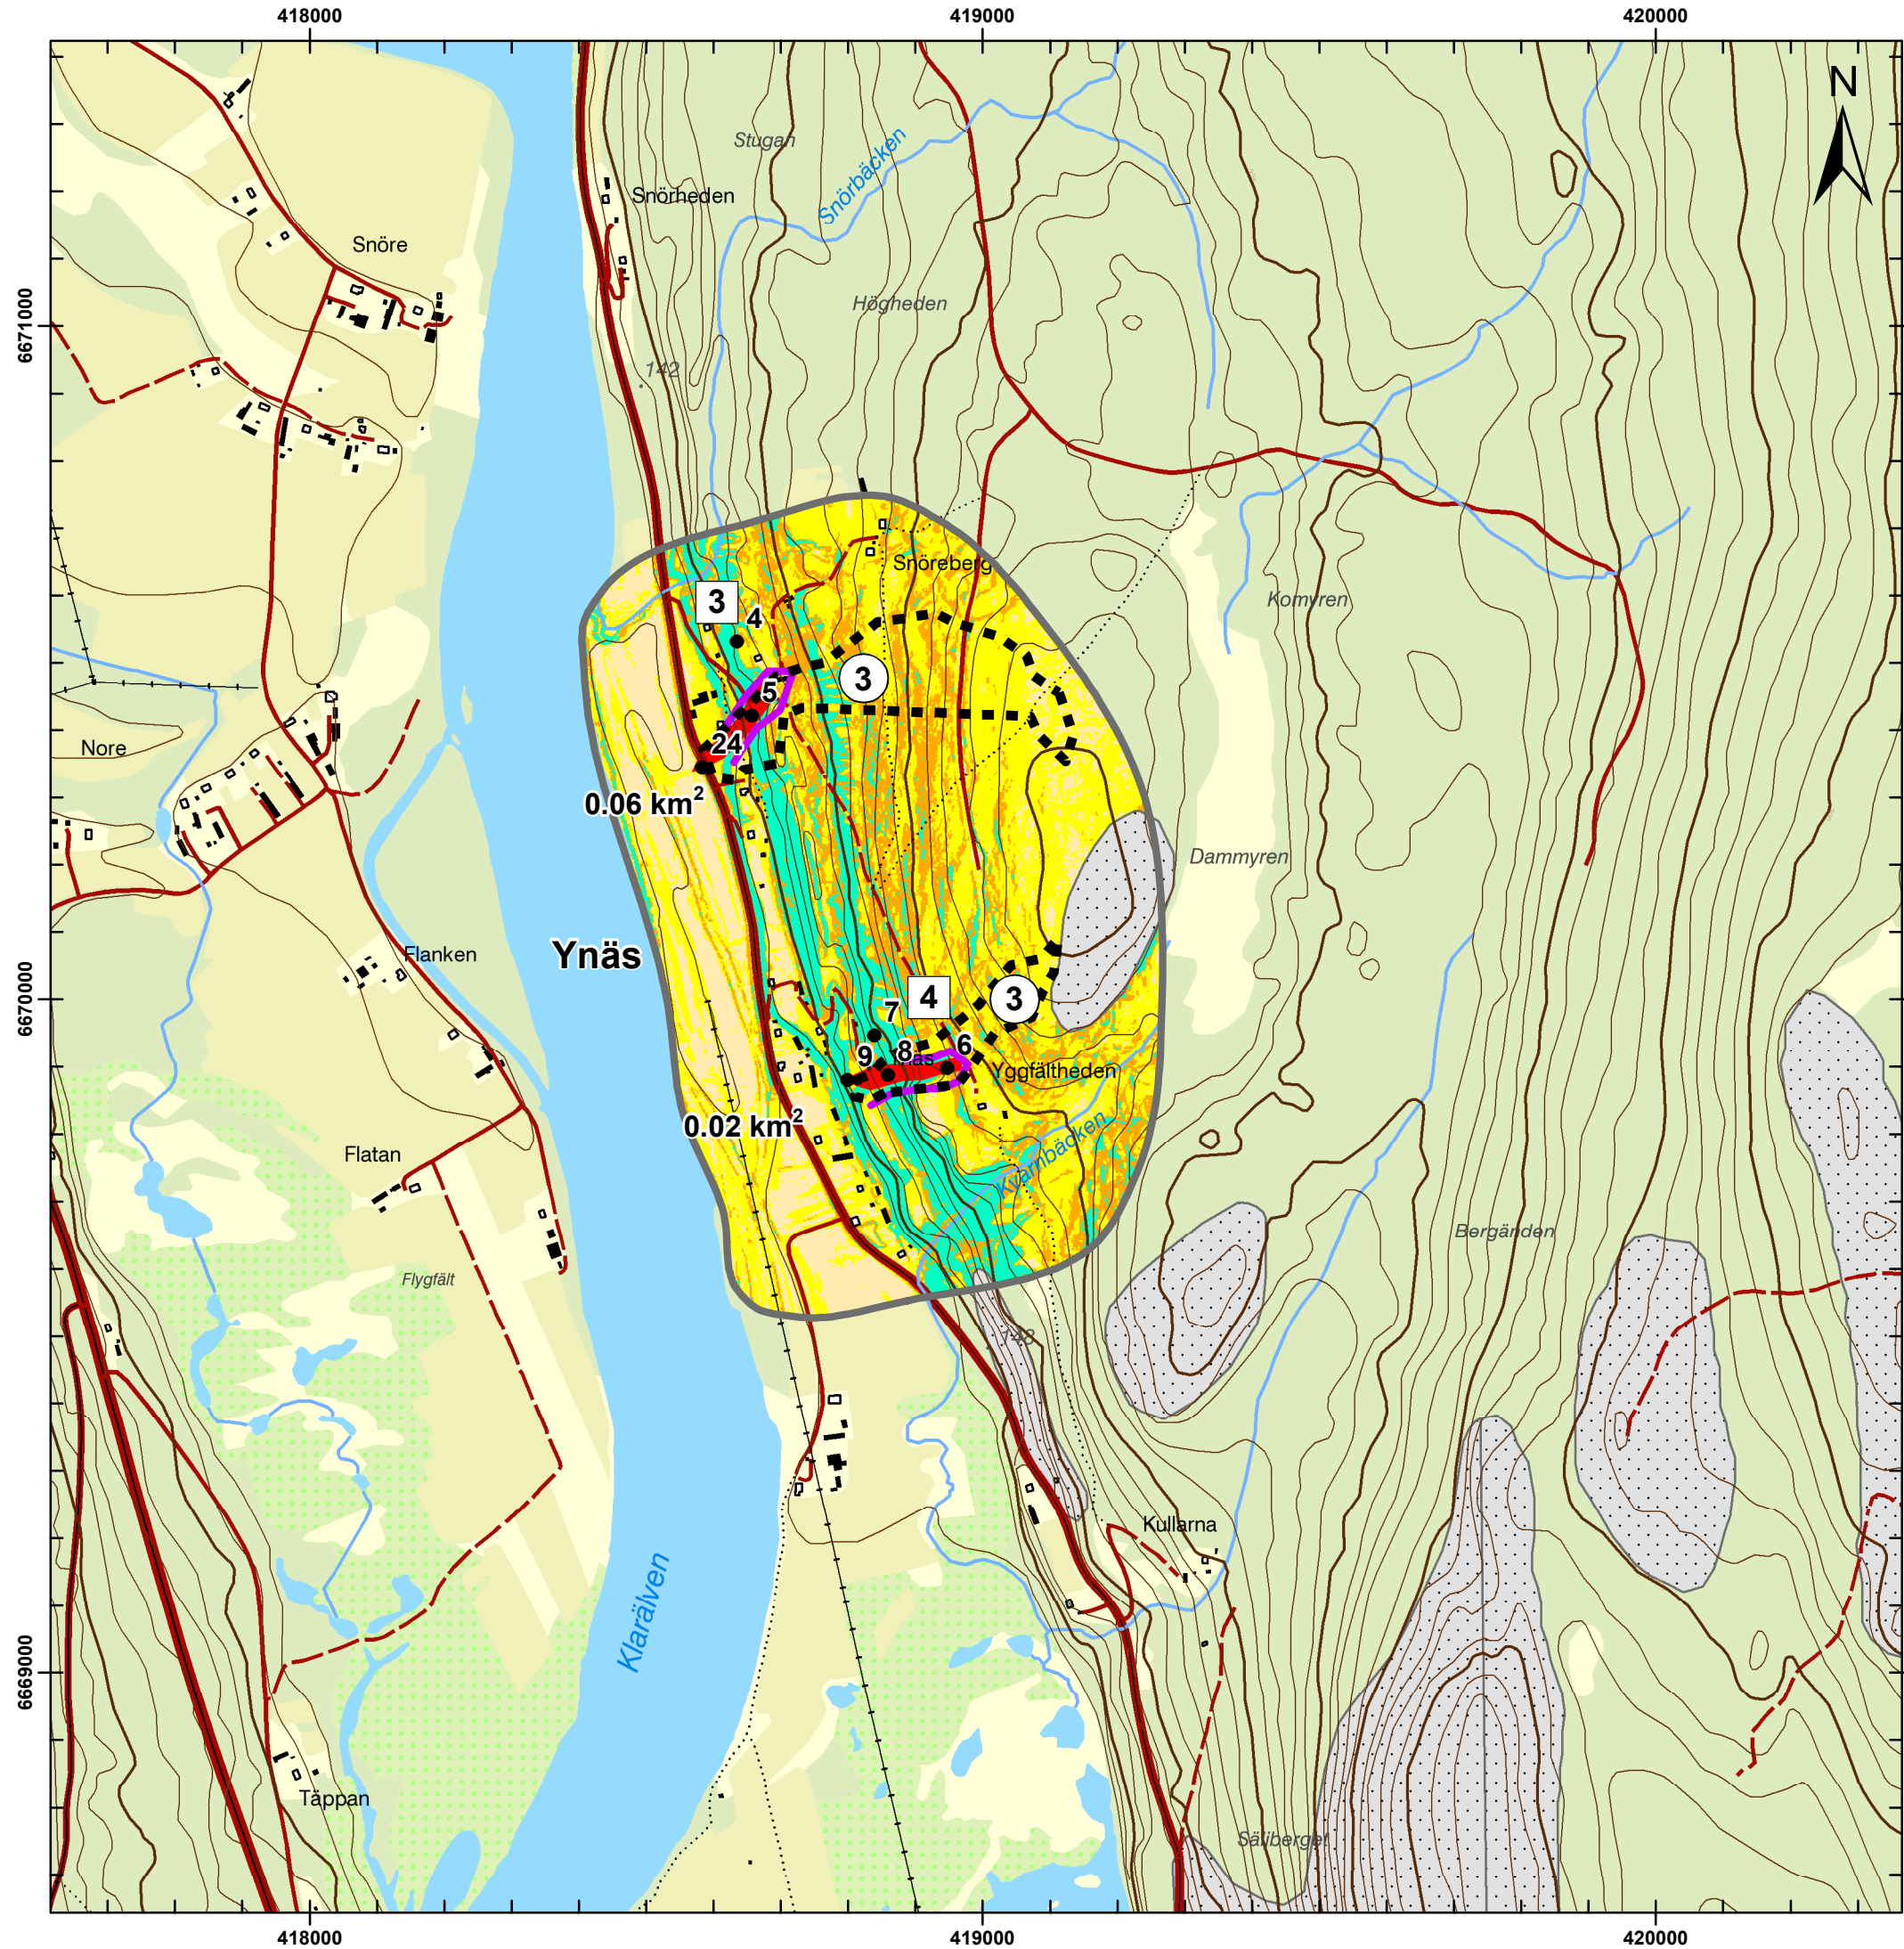 418000
419000
420000
N
Stugan
Snörbäcken
Snörheden
Snöre
Högheden
6671000
142
Snöreberg
3
4
Komyren
3
5
Nore
24
0.06 km²
Dammyren
Flanken
Ynäs
6670000
4
3
7
9
8
6
Yggfältheden
0.02 km²
Kvarnbäcken
Flatan
Bergänden
Flygfält
148
Kullarna
Klarälven
6669000
Täppan
Säliberget
418000
419000
420000